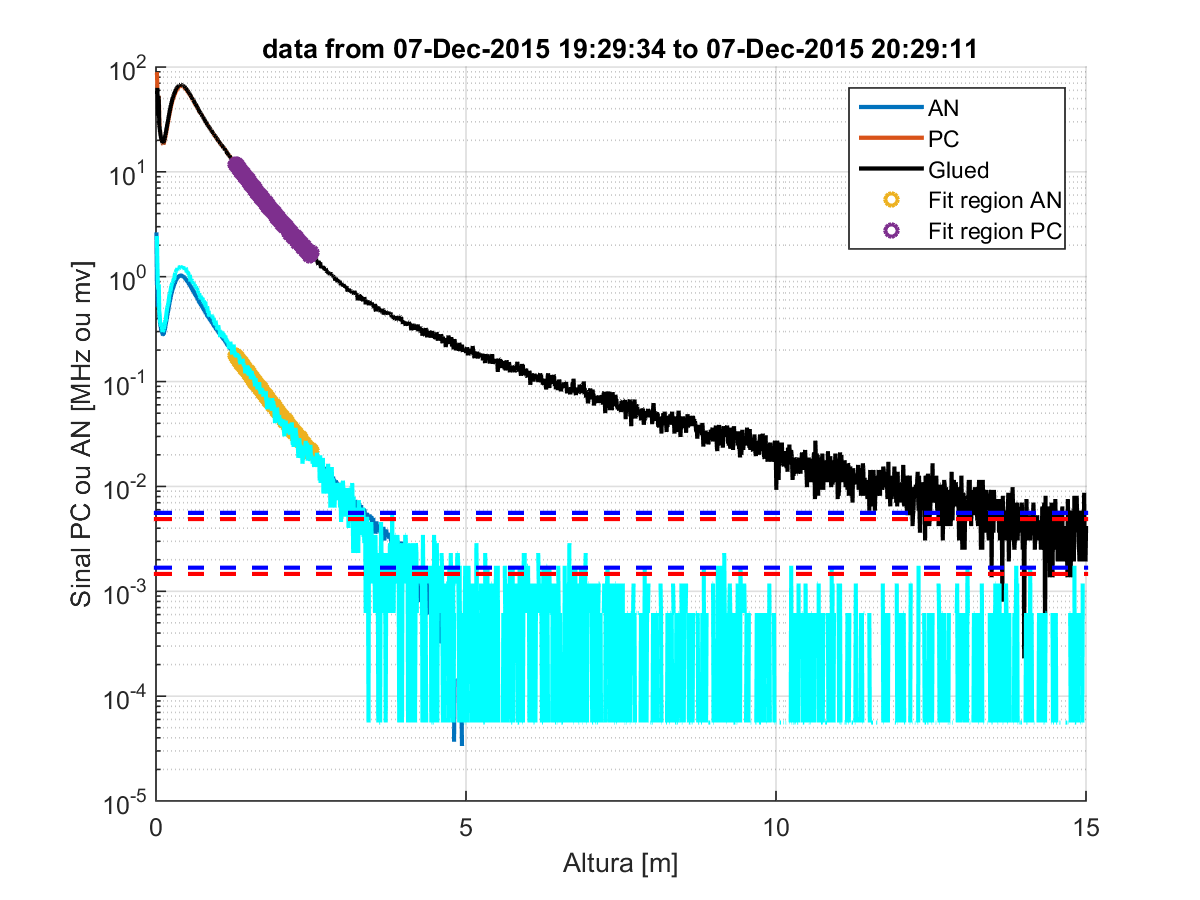 data from 07-Dec-2015 19:29:34 to 07-Dec-2015 20:29:11
AN
PC
Glued
Fit region AN
Fit region PC
Sinal PC ou AN [MHz ou mv]
10^2
10^1
10^0
10^-1
10^-2
10^-3
10^-4
10^-5
0 5 10 15
Altura [m]